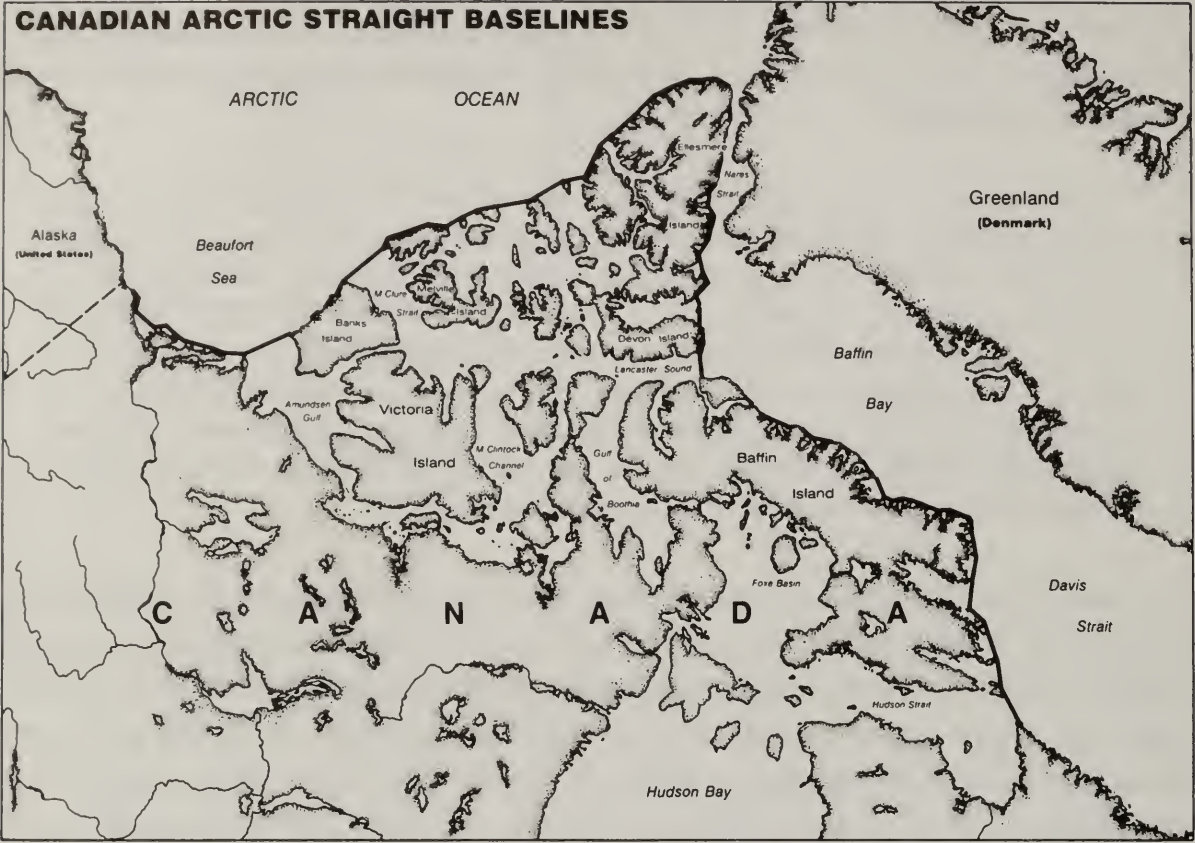 CANADIAN ARCTIC STRAIGHT BASELINES
ARCTIC OCEAN
Ellesmere
Nares
Strait
Island
Greenland
(Denmark)
Alaska
(United States)
Beaufort
Sea
M Clure
Strait
Melville
Island
Banks
Island
Devon Island
Lancaster Sound
Baffin
Bay
Amundsen
Gulf
Victoria
Island
M Clintock
Channel
Gulf
of
Boothia
Baffin
Island
Foxe Basin
Davis
Strait
C A N A D A
Hudson Strait
Hudson Bay